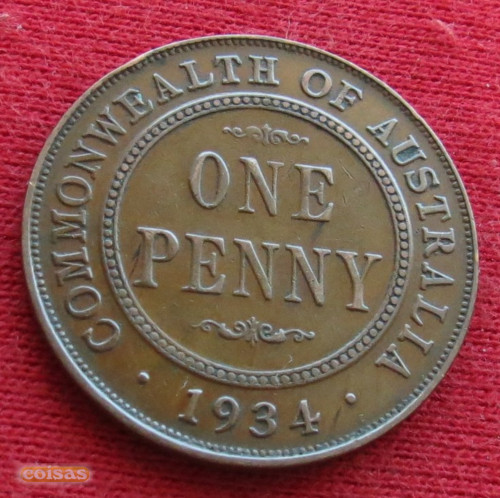 COMMONWEALTH OF AUSTRALIA
ONE
PENNY
· 1934 ·
coisas